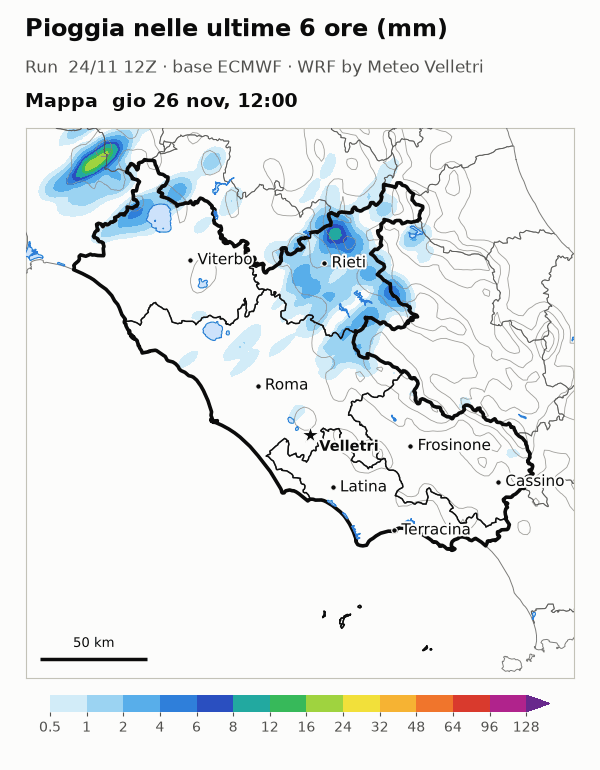 Pioggia nelle ultime 6 ore (mm)
Run  24/11 12Z · base ECMWF · WRF by Meteo Velletri
Mappa  gio 26 nov, 12:00
Viterbo
Rieti
Roma
Velletri
Frosinone
Latina
Cassino
Terracina
50 km
0.5 1 2 4 6 8 12 16 24 32 48 64 96 128